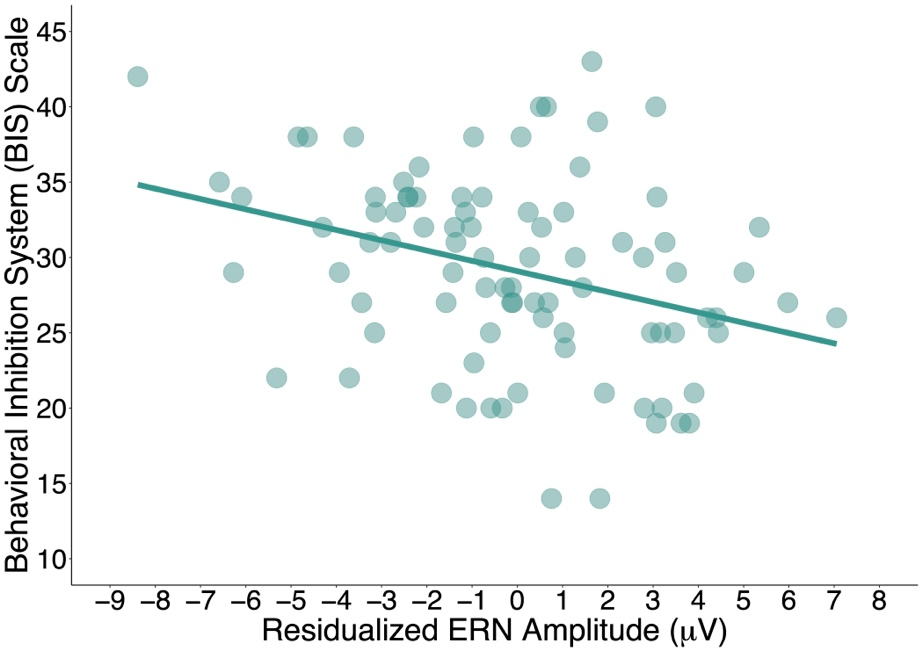 Behavioral Inhibition System (BIS) Scale
45
40
35
30
25
20
15
10
−9 −8 −7 −6 −5 −4 −3 −2 −1 0 1 2 3 4 5 6 7 8
Residualized ERN Amplitude (μV)